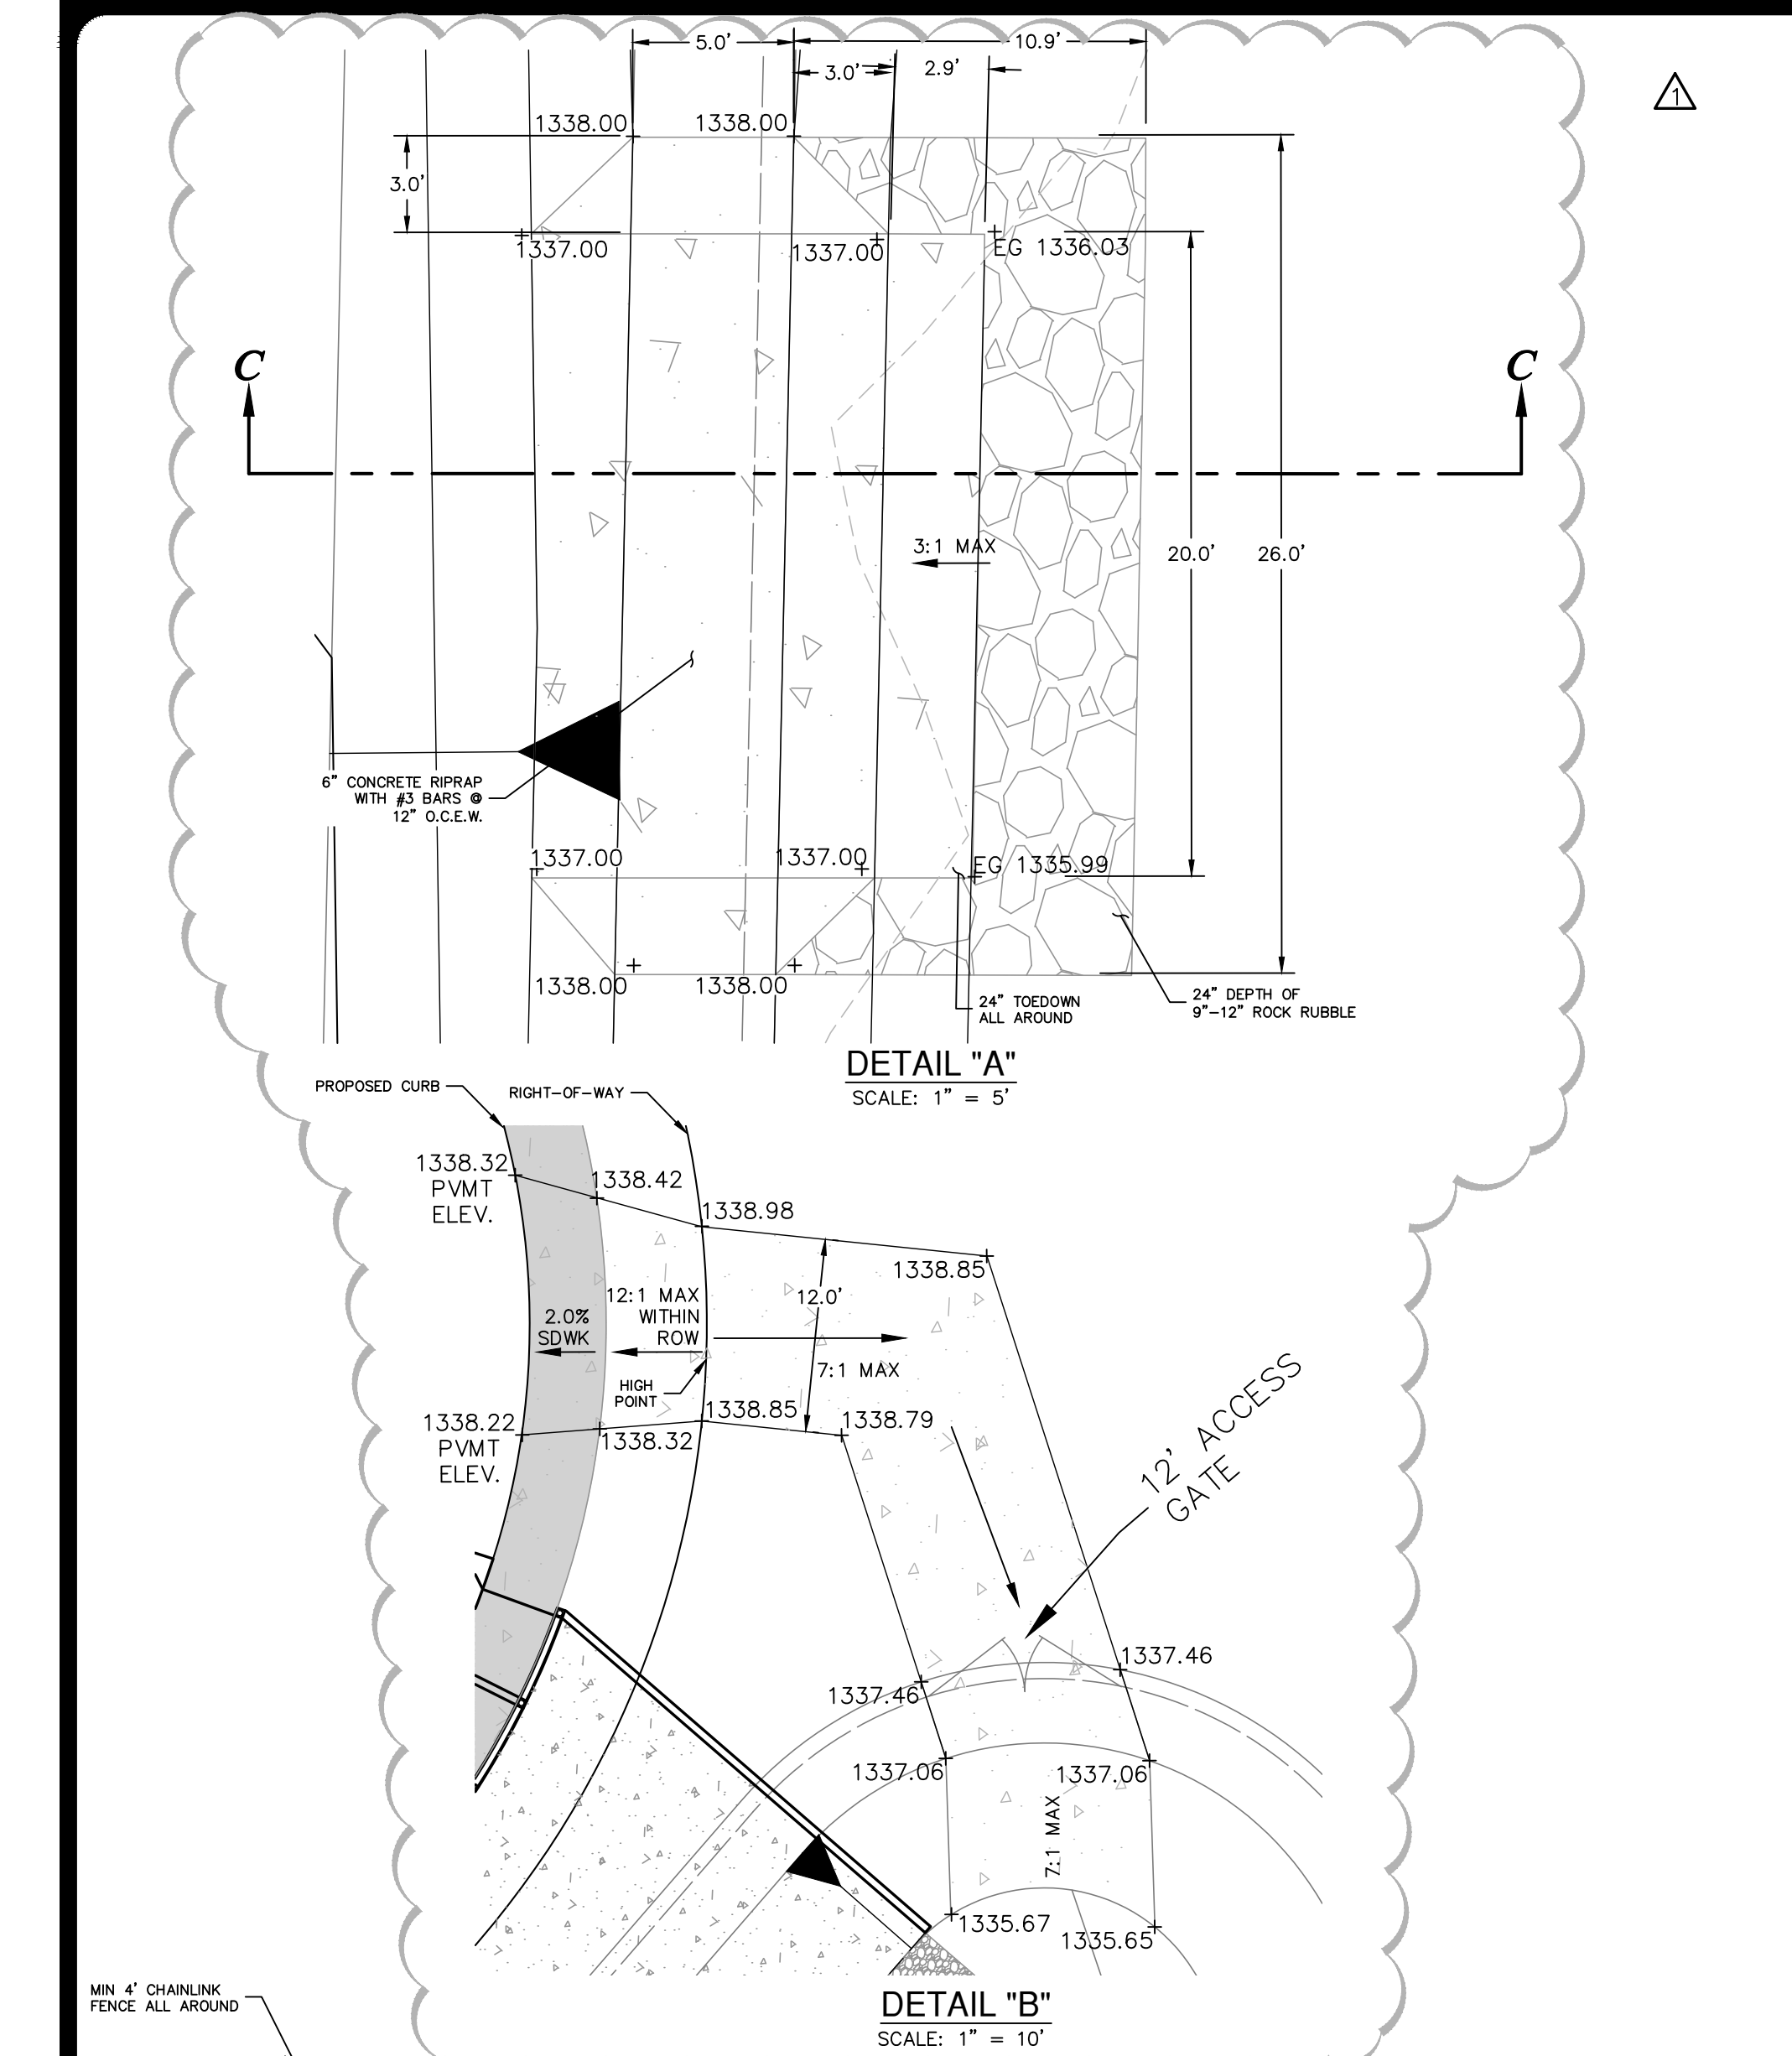 5.0'
10.9'
3.0'
2.9'
1
1338.00
1338.00
3.0'
1337.00
1337.00
EG 1336.03
C
C
3:1 MAX
20.0'
26.0'
6" CONCRETE RIPRAP
WITH #3 BARS @
12" O.C.E.W.
1337.00
1337.00
EG 1335.99
1338.00
1338.00
24" TOEDOWN
ALL AROUND
24" DEPTH OF
9"-12" ROCK RUBBLE
DETAIL "A"
SCALE: 1" = 5'
PROPOSED CURB
RIGHT-OF-WAY
1338.32
PVMT
ELEV.
1338.42
1338.98
1338.85
12.0'
12:1 MAX
WITHIN
ROW
2.0%
SDWK
7:1 MAX
HIGH
POINT
1338.85
1338.79
1338.22
PVMT
ELEV.
1338.32
12' ACCESS
GATE
1337.46
1337.46
1337.06
1337.06
7:1 MAX
1335.67
1335.65
MIN 4' CHAINLINK
FENCE ALL AROUND
DETAIL "B"
SCALE: 1" = 10'